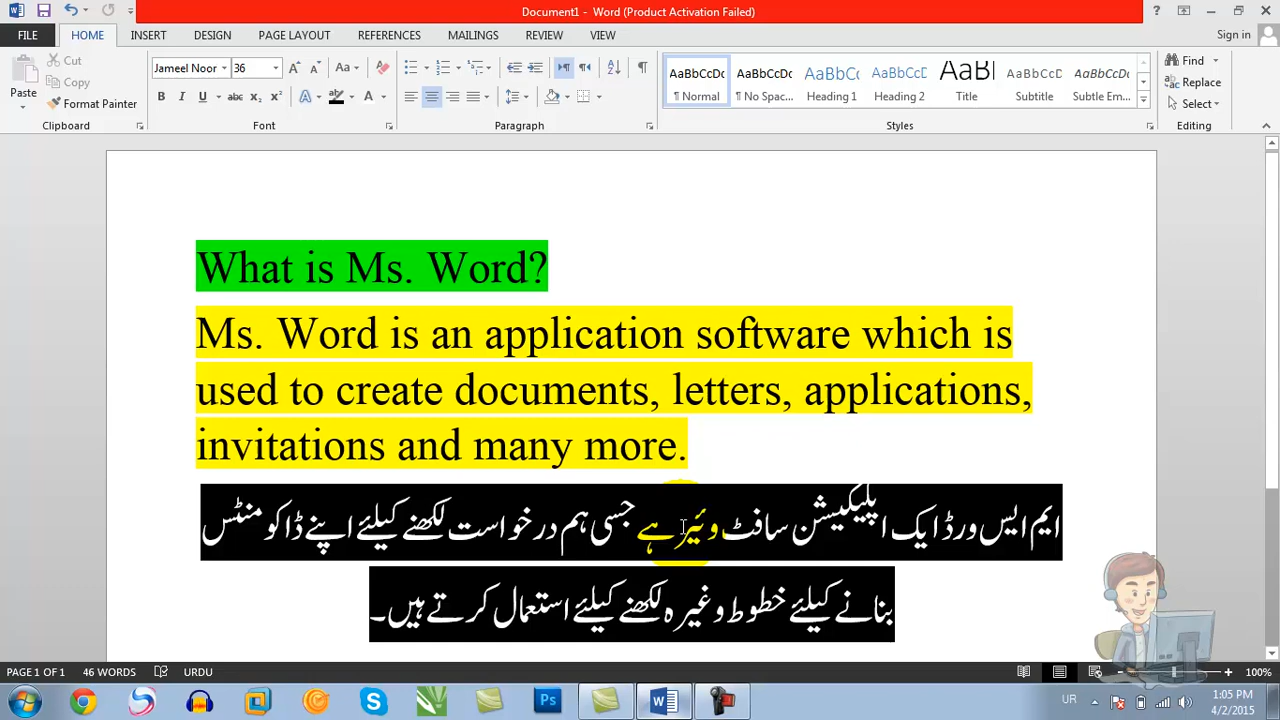 Document1 - Word (Product Activation Failed)
FILE HOME INSERT DESIGN PAGE LAYOUT REFERENCES MAILINGS REVIEW VIEW Sign in
Cut
Copy
Paste
Format Painter
Clipboard
Jameel Noor 36
Font
Paragraph
AaBbCcDc AaBbCcDc AaBbCc AaBbCcD AaBl AaBbCcD AaBbCcDc
¶ Normal ¶ No Spac... Heading 1 Heading 2 Title Subtitle Subtle Em...
Styles
Find
Replace
Select
Editing
What is Ms. Word?
Ms. Word is an application software which is
used to create documents, letters, applications,
invitations and many more.
ایم ایس ورڈ ایک اپلیکیشن سافٹ وئیر ہے جسی ہم درخواست لکھنے کیلئے اپنے ڈاکومنٹس
بنانے کیلئے خطوط وغیرہ لکھنے کیلئے استعمال کرتے ہیں۔
PAGE 1 OF 1 46 WORDS URDU 100%
UR 1:05 PM
4/2/2015